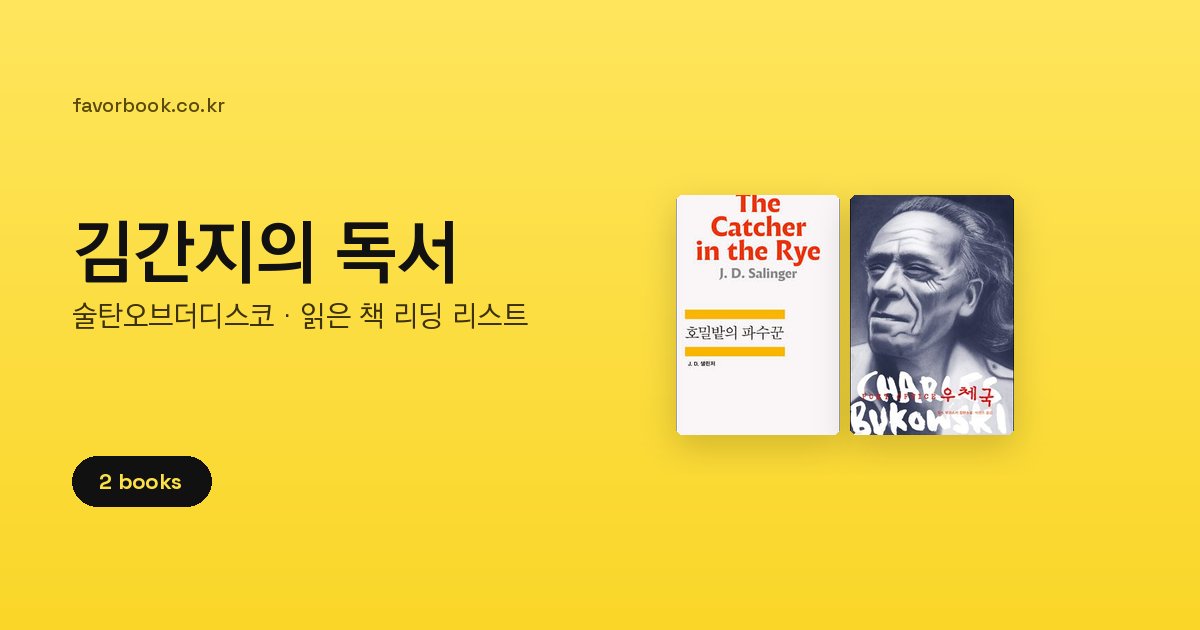 favorbook.co.kr
김간지의 독서
술탄오브더디스코 · 읽은 책 리딩 리스트
2 books
The
Catcher
in the Rye
J. D. Salinger
호밀밭의 파수꾼
J. D. 샐린저
CHARLES
POST OFFICE 우체국
BUKOWSKI